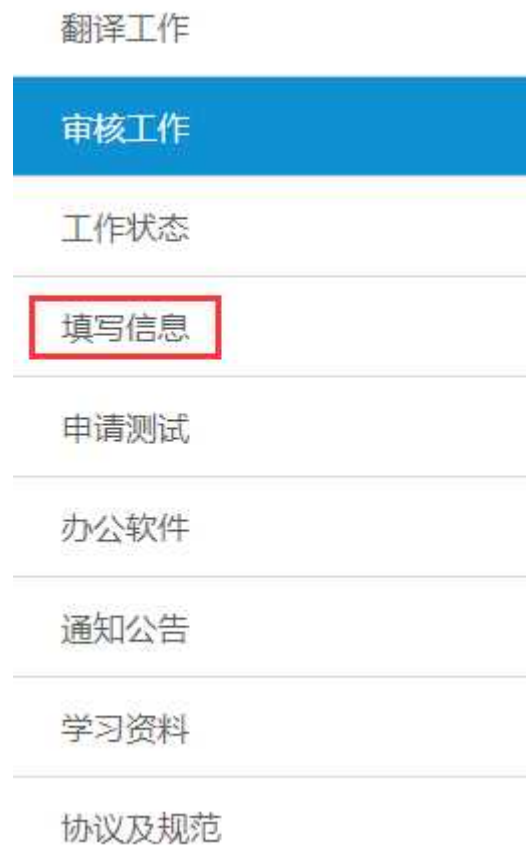 翻译工作
审核工作
工作状态
填写信息
申请测试
办公软件
通知公告
学习资料
协议及规范